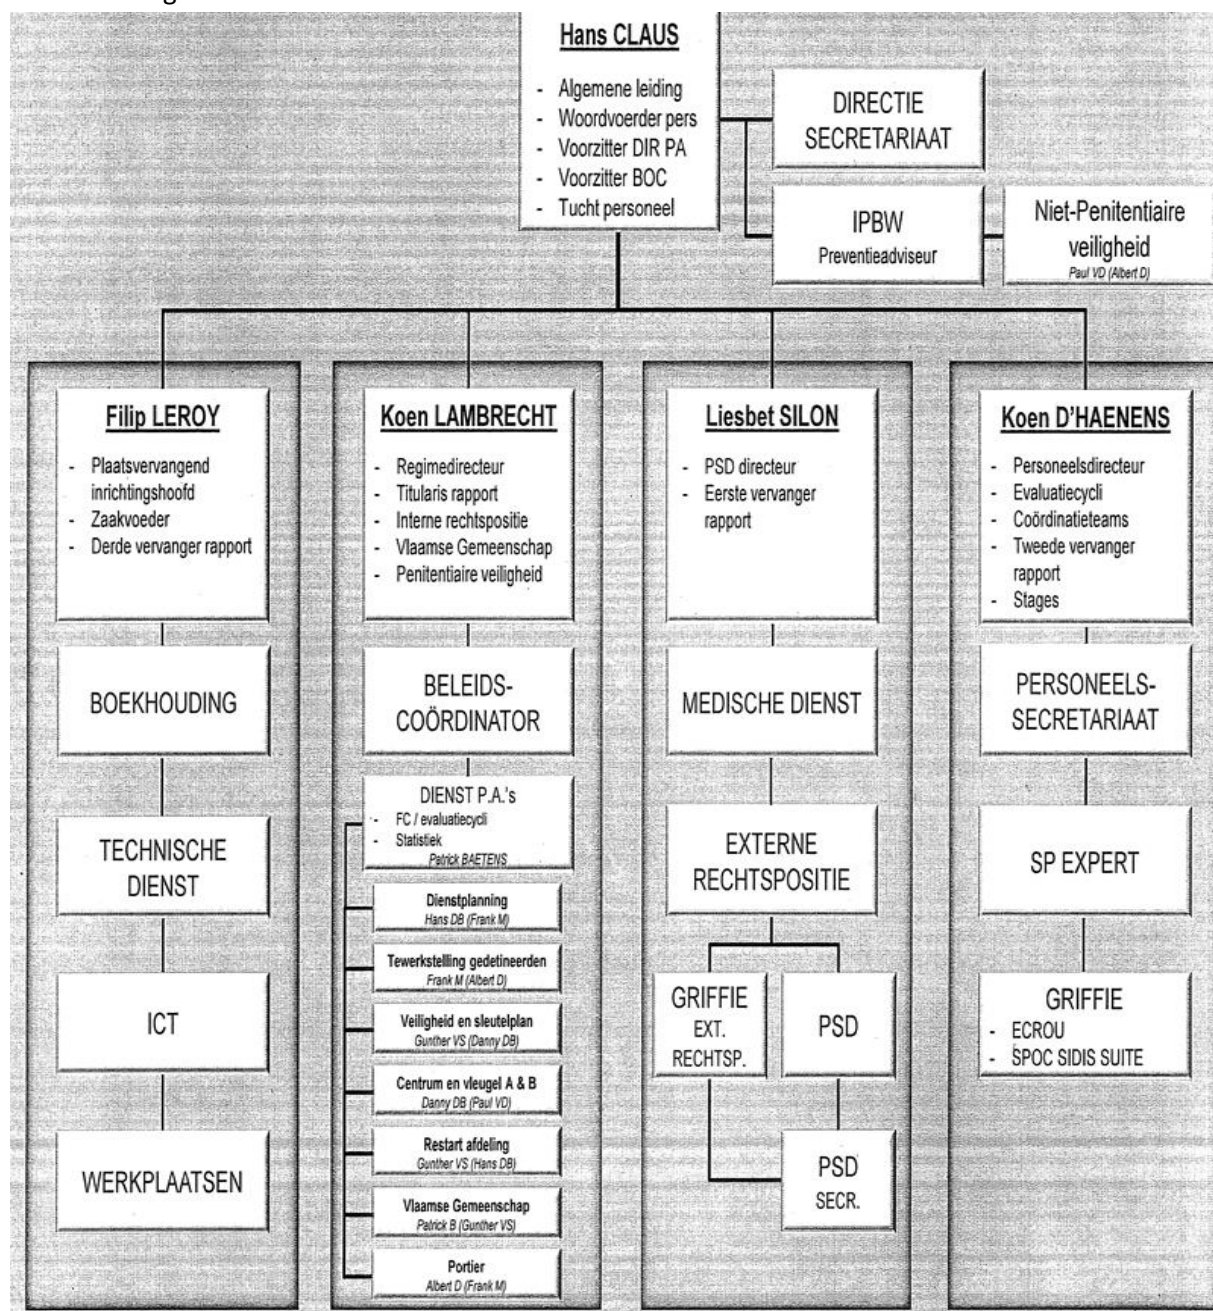 Hans CLAUS
- Algemene leiding
- Woordvoerder pers
- Voorzitter DIR PA
- Voorzitter BOC
- Tucht personeel
DIRECTIE
SECRETARIAAT
IPBW
Preventieadviseur
Niet-Penitentiaire
veiligheid
Paul VD (Albert D)
Filip LEROY
- Plaatsvervangend
inrichtingshoofd
- Zaakvoeder
- Derde vervanger rapport
BOEKHOUDING
TECHNISCHE
DIENST
ICT
WERKPLAATSEN
Koen LAMBRECHT
- Regimedirecteur
- Titularis rapport
- Interne rechtspositie
- Vlaamse Gemeenschap
- Penitentiaire veiligheid
BELEIDS-
COÖRDINATOR
DIENST P.A.'s
- FC / evaluatiecycli
- Statistiek
Patrick BAETENS
Dienstplanning
Hans DB (Frank M)
Tewerkstelling gedetineerden
Frank M (Albert D)
Veiligheid en sleutelplan
Gunther VS (Danny DB)
Centrum en vleugel A & B
Danny DB (Paul VD)
Restart afdeling
Gunther VS (Hans DB)
Vlaamse Gemeenschap
Patrick B (Gunther VS)
Portier
Albert D (Frank M)
Liesbet SILON
- PSD directeur
- Eerste vervanger
rapport
MEDISCHE DIENST
EXTERNE
RECHTSPOSITIE
GRIFFIE
EXT.
RECHTSP.
PSD
PSD
SECR.
Koen D'HAENENS
- Personeelsdirecteur
- Evaluatiecycli
- Coördinatieteams
- Tweede vervanger
rapport
- Stages
PERSONEELS-
SECRETARIAAT
SP EXPERT
GRIFFIE
- ECROU
- SPOC SIDIS SUITE